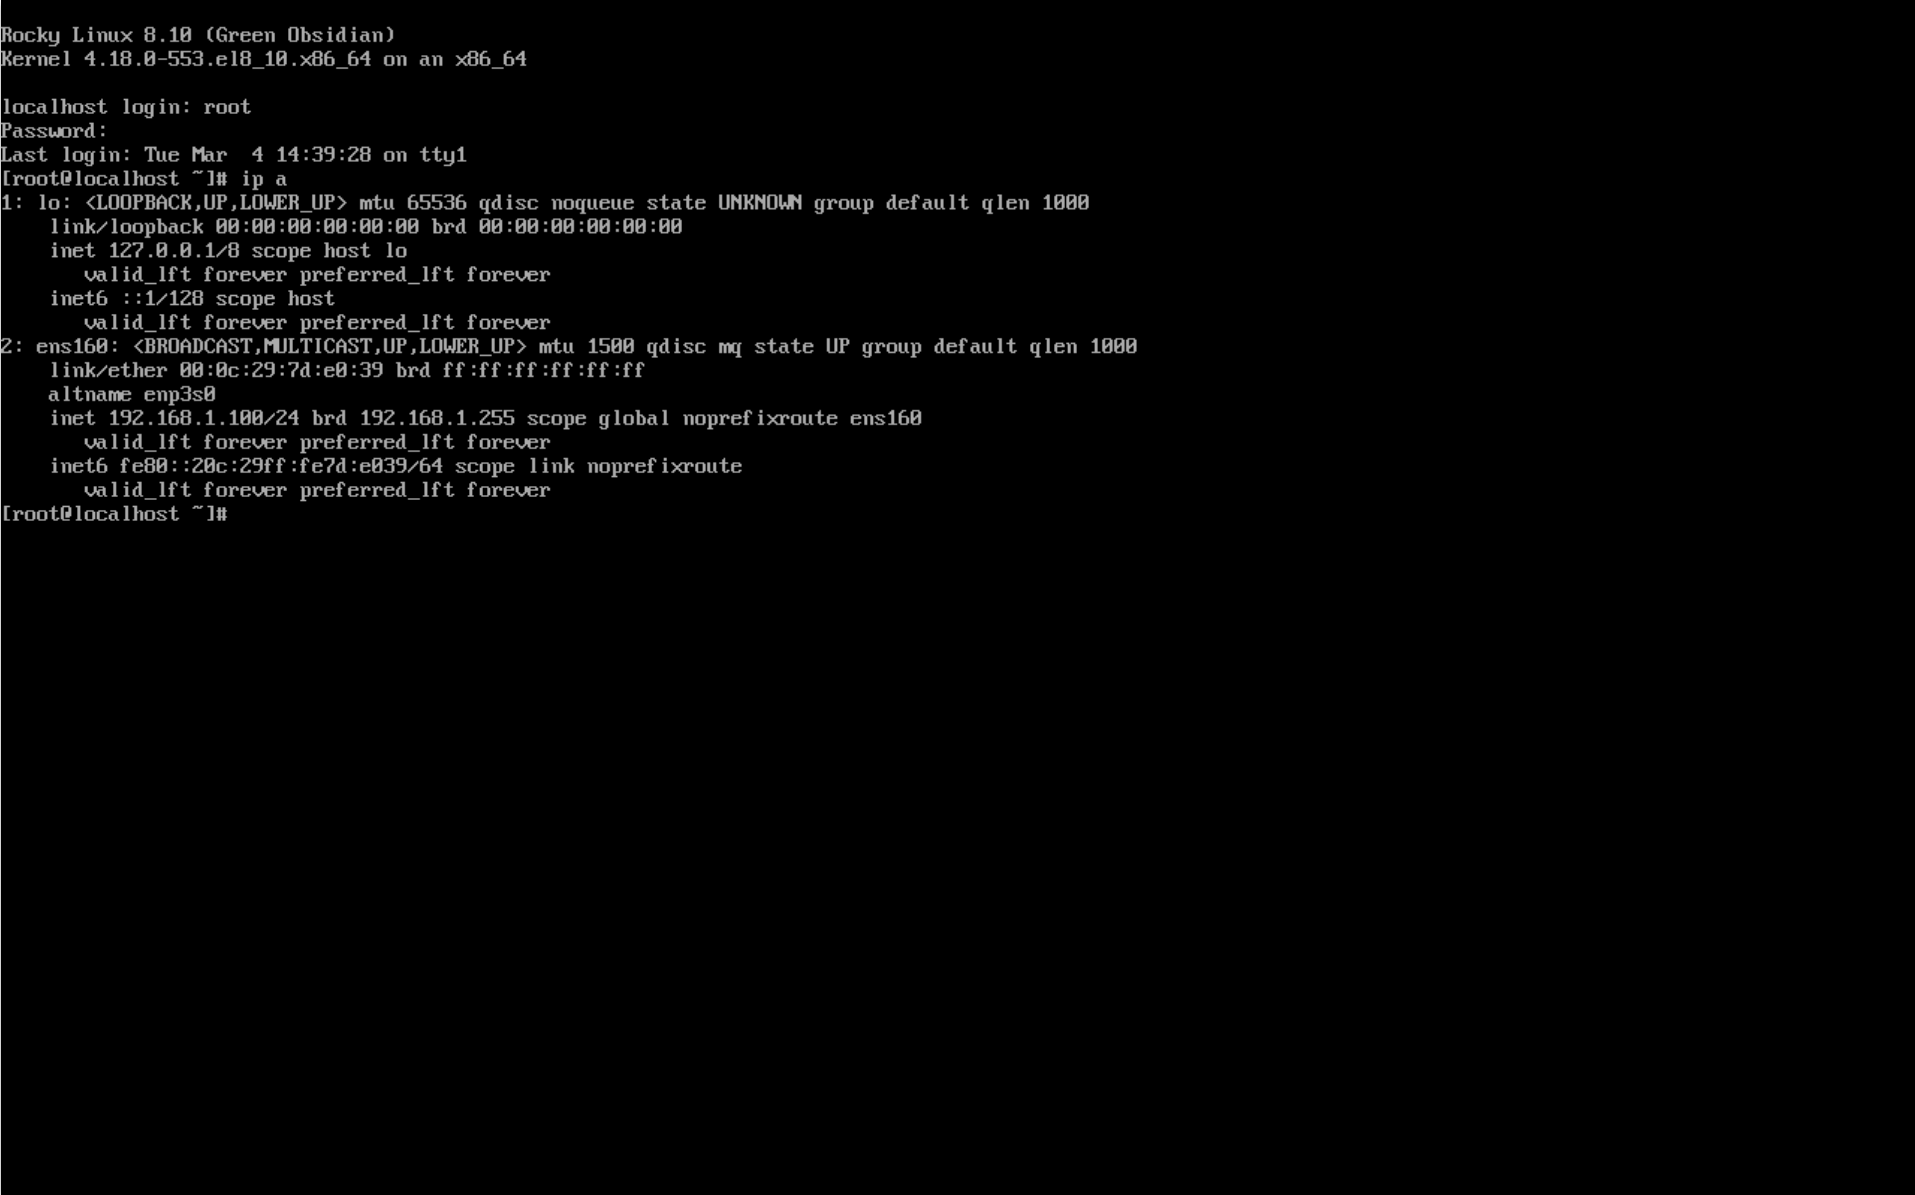 Rocky Linux 8.10 (Green Obsidian)
Kernel 4.18.0-553.el8_10.x86_64 on an x86_64
localhost login: root
Password:
Last login: Tue Mar  4 14:39:28 on tty1
[root@localhost ~]# ip a
1: lo: <LOOPBACK,UP,LOWER_UP> mtu 65536 qdisc noqueue state UNKNOWN group default qlen 1000
    link/loopback 00:00:00:00:00:00 brd 00:00:00:00:00:00
    inet 127.0.0.1/8 scope host lo
       valid_lft forever preferred_lft forever
    inet6 ::1/128 scope host
       valid_lft forever preferred_lft forever
2: ens160: <BROADCAST,MULTICAST,UP,LOWER_UP> mtu 1500 qdisc mq state UP group default qlen 1000
    link/ether 00:0c:29:7d:e0:39 brd ff:ff:ff:ff:ff:ff
    altname enp3s0
    inet 192.168.1.100/24 brd 192.168.1.255 scope global noprefixroute ens160
       valid_lft forever preferred_lft forever
    inet6 fe80::20c:29ff:fe7d:e039/64 scope link noprefixroute
       valid_lft forever preferred_lft forever
[root@localhost ~]#